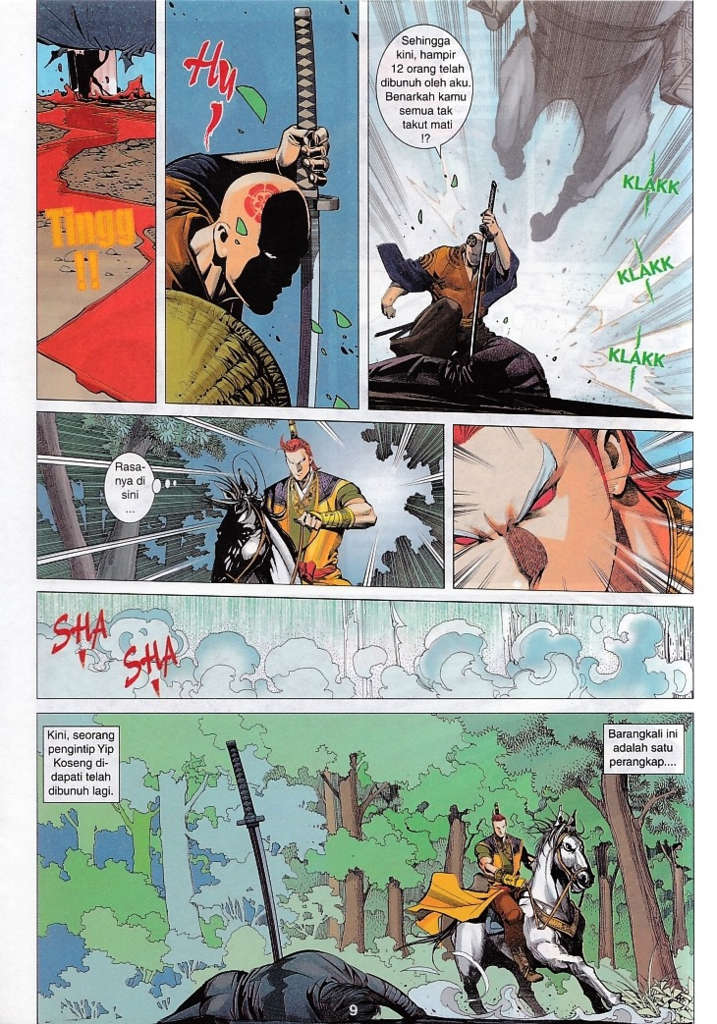 Tingg
!!
Hu
!
Sehingga
kini, hampir
12 orang telah
dibunuh oleh aku.
Benarkah kamu
semua tak
takut mati
!?
KLAKK
KLAKK
KLAKK
Rasa-
nya di
sini
...
SHA
!
SHA
!
Kini, seorang
pengintip Yip
Koseng di-
dapati telah
dibunuh lagi.
Barangkali ini
adalah satu
perangkap....
9